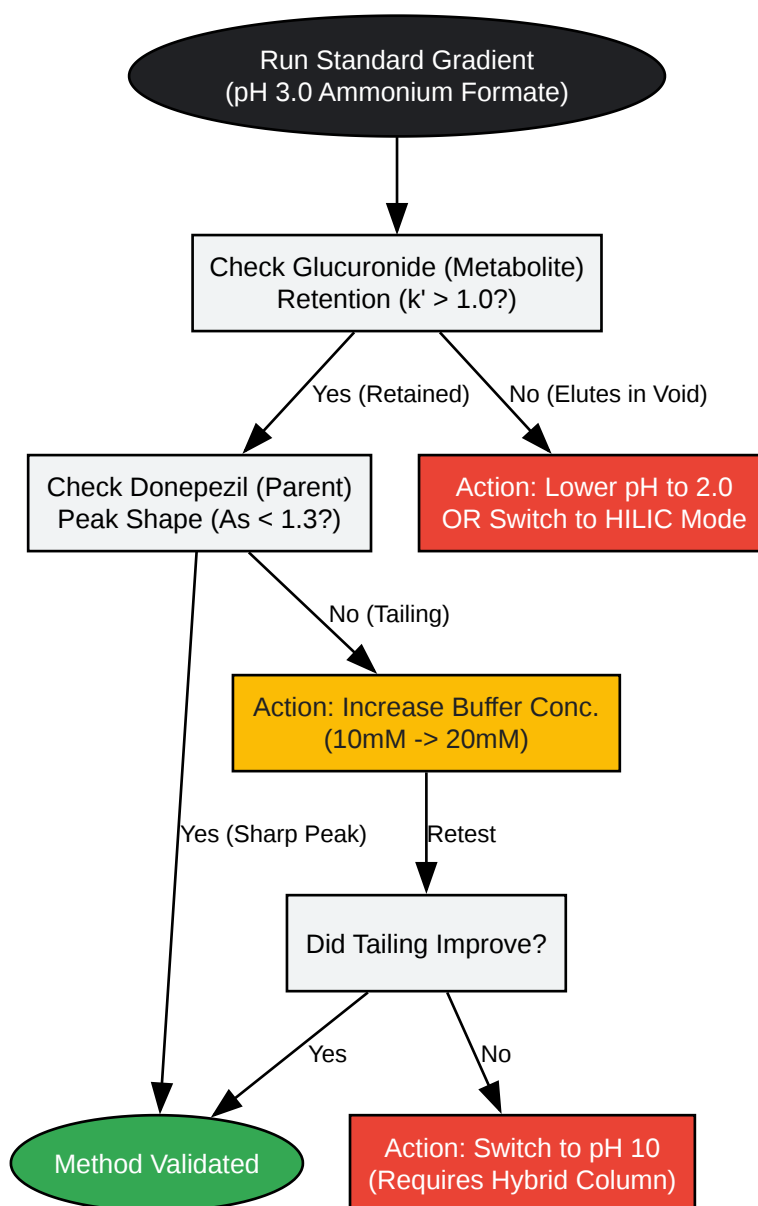 Run Standard Gradient
(pH 3.0 Ammonium Formate)
Check Glucuronide (Metabolite)
Retention (k' > 1.0?)
Yes (Retained)
No (Elutes in Void)
Check Donepezil (Parent)
Peak Shape (As < 1.3?)
Action: Lower pH to 2.0
OR Switch to HILIC Mode
No (Tailing)
Action: Increase Buffer Conc.
(10mM -> 20mM)
Yes (Sharp Peak)
Retest
Did Tailing Improve?
Yes
No
Method Validated
Action: Switch to pH 10
(Requires Hybrid Column)